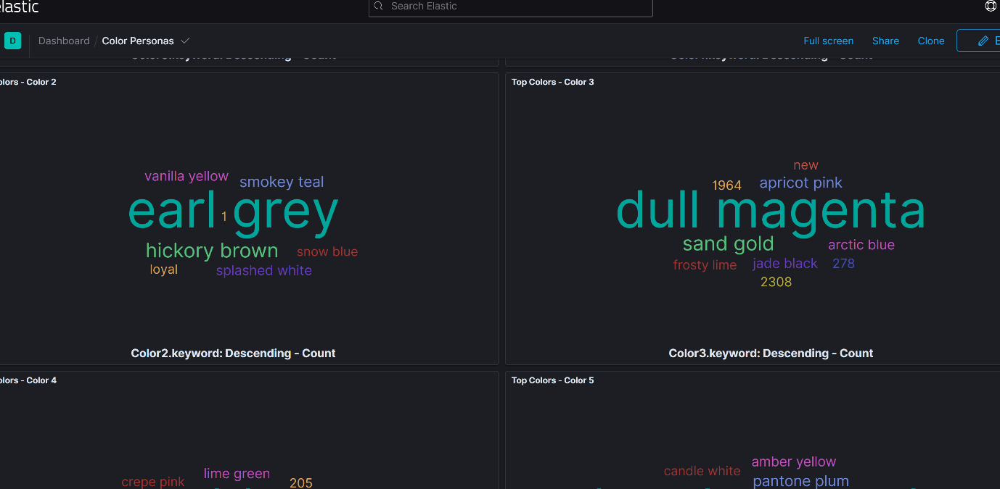 elastic
Search Elastic
D
Dashboard / Color Personas
Full screen
Share
Clone
Top Colors - Color 3
vanilla yellow
smokey teal
earl grey
1
hickory brown
snow blue
loyal
splashed white
Color2.keyword: Descending - Count
new
1964
apricot pink
dull magenta
sand gold
arctic blue
frosty lime
jade black
278
2308
Color3.keyword: Descending - Count
olors - Color 2
olors - Color 4
Top Colors - Color 5
lime green
crepe pink
205
amber yellow
candle white
pantone plum